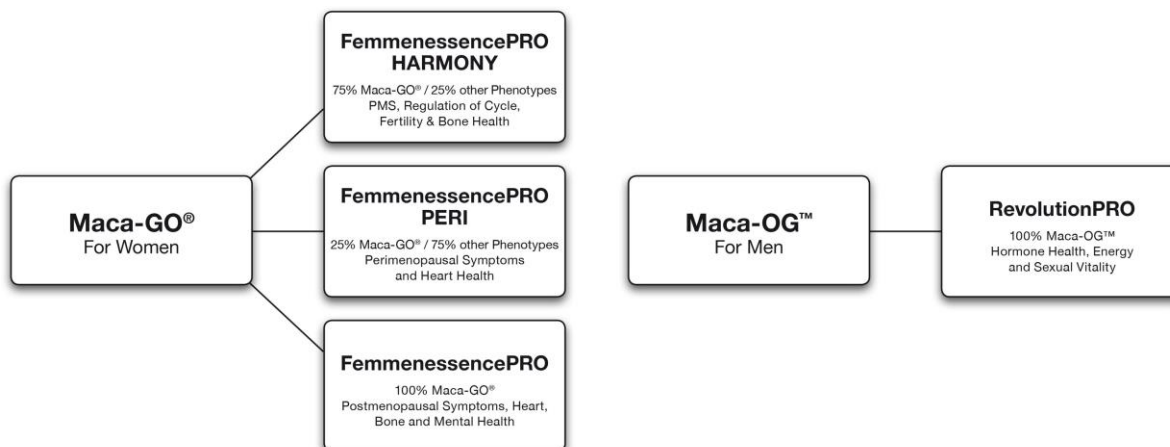 Maca-GO®
For Women
FemmenessencePRO
HARMONY
75% Maca-GO® / 25% other Phenotypes
PMS, Regulation of Cycle,
Fertility & Bone Health
FemmenessencePRO
PERI
25% Maca-GO® / 75% other Phenotypes
Perimenopausal Symptoms
and Heart Health
FemmenessencePRO
100% Maca-GO®
Postmenopausal Symptoms, Heart,
Bone and Mental Health
Maca-OG™
For Men
RevolutionPRO
100% Maca-OG™
Hormone Health, Energy
and Sexual Vitality